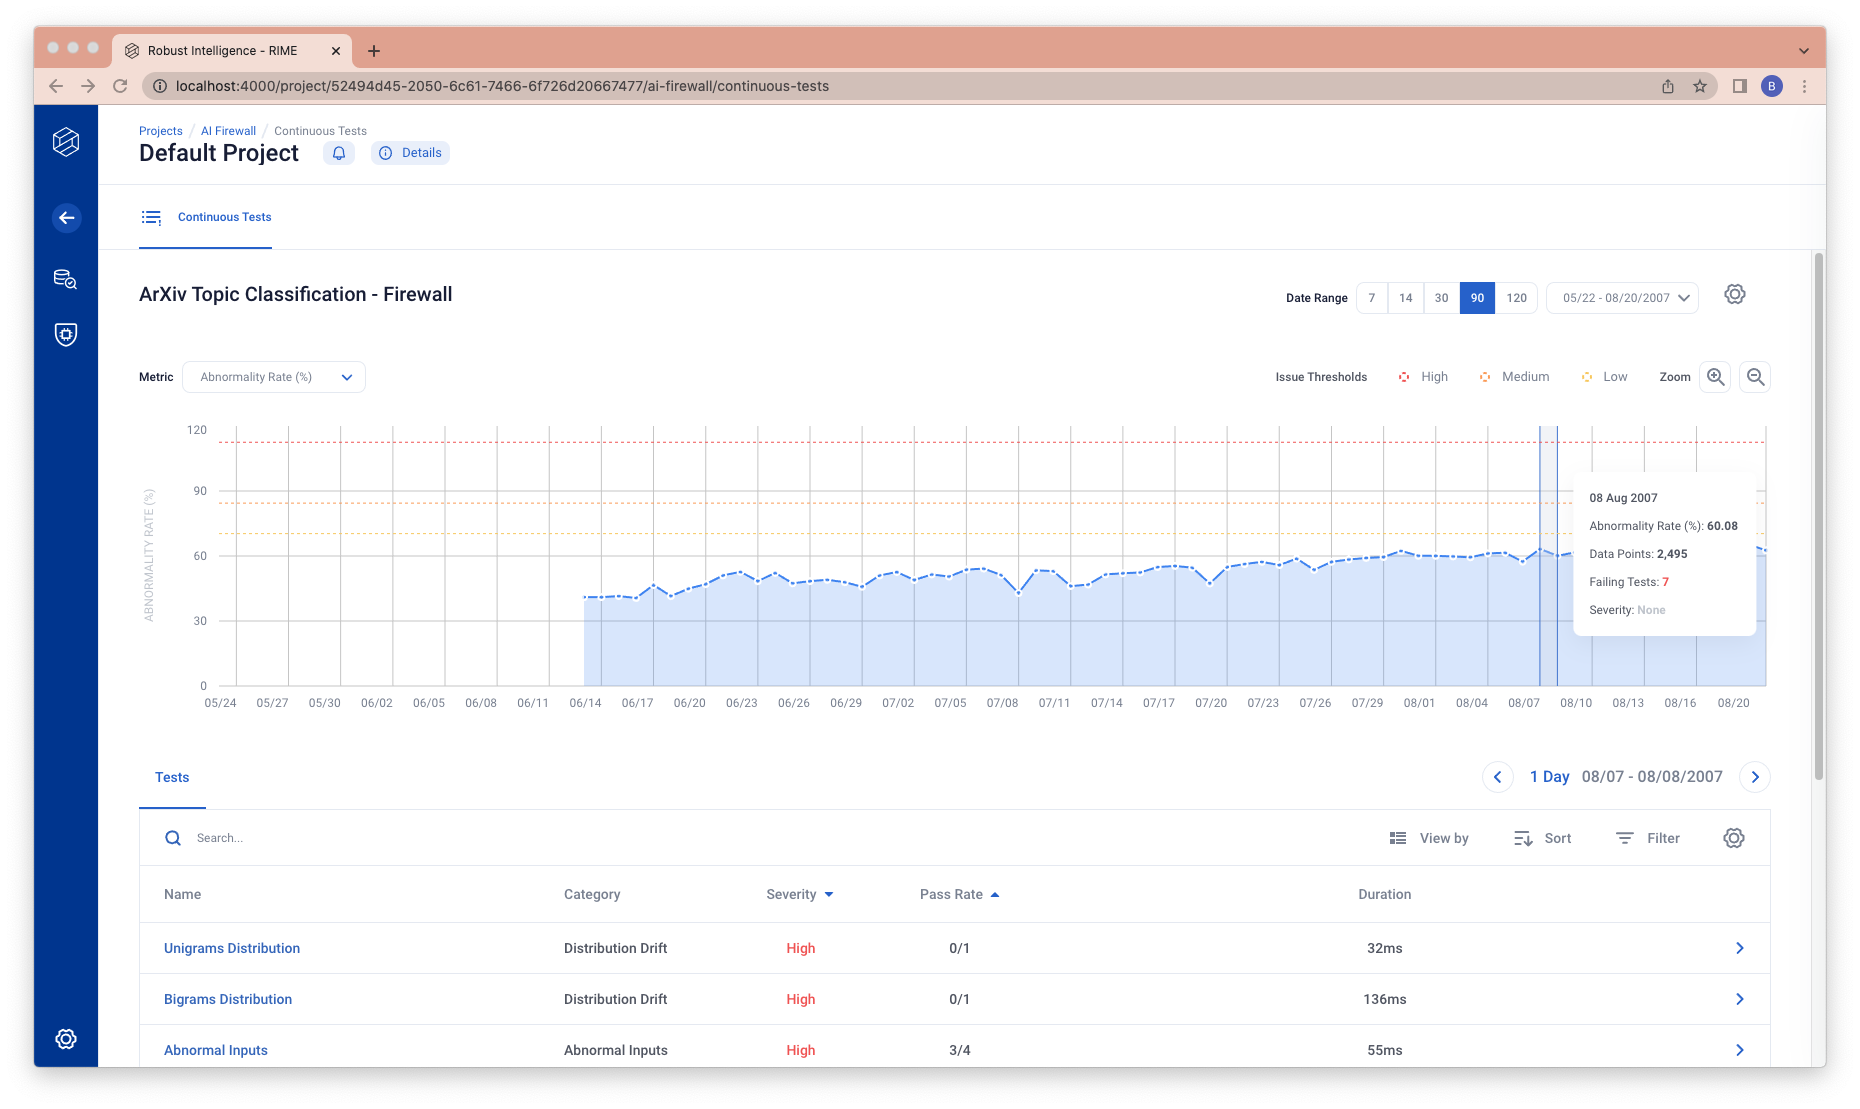 Robust Intelligence - RIME
localhost:4000/project/52494d45-2050-6c61-7466-6f726d20667477/ai-firewall/continuous-tests
B
Projects / AI Firewall / Continuous Tests
Default Project
Details
Continuous Tests
ArXiv Topic Classification - Firewall
Date Range 7 14 30 90 120 05/22 - 08/20/2007
Metric Abnormality Rate (%)
Issue Thresholds High Medium Low Zoom
ABNORMALITY RATE (%)
120
90
60
30
0
05/24 05/27 05/30 06/02 06/05 06/08 06/11 06/14 06/17 06/20 06/23 06/26 06/29 07/02 07/05 07/08 07/11 07/14 07/17 07/20 07/23 07/26 07/29 08/01 08/04 08/07 08/10 08/13 08/16 08/20
08 Aug 2007
Abnormality Rate (%): 60.08
Data Points: 2,495
Failing Tests: 7
Severity: None
Tests
1 Day 08/07 - 08/08/2007
Search...
View by Sort Filter
Name Category Severity Pass Rate Duration
Unigrams Distribution Distribution Drift High 0/1 32ms
Bigrams Distribution Distribution Drift High 0/1 136ms
Abnormal Inputs Abnormal Inputs High 3/4 55ms